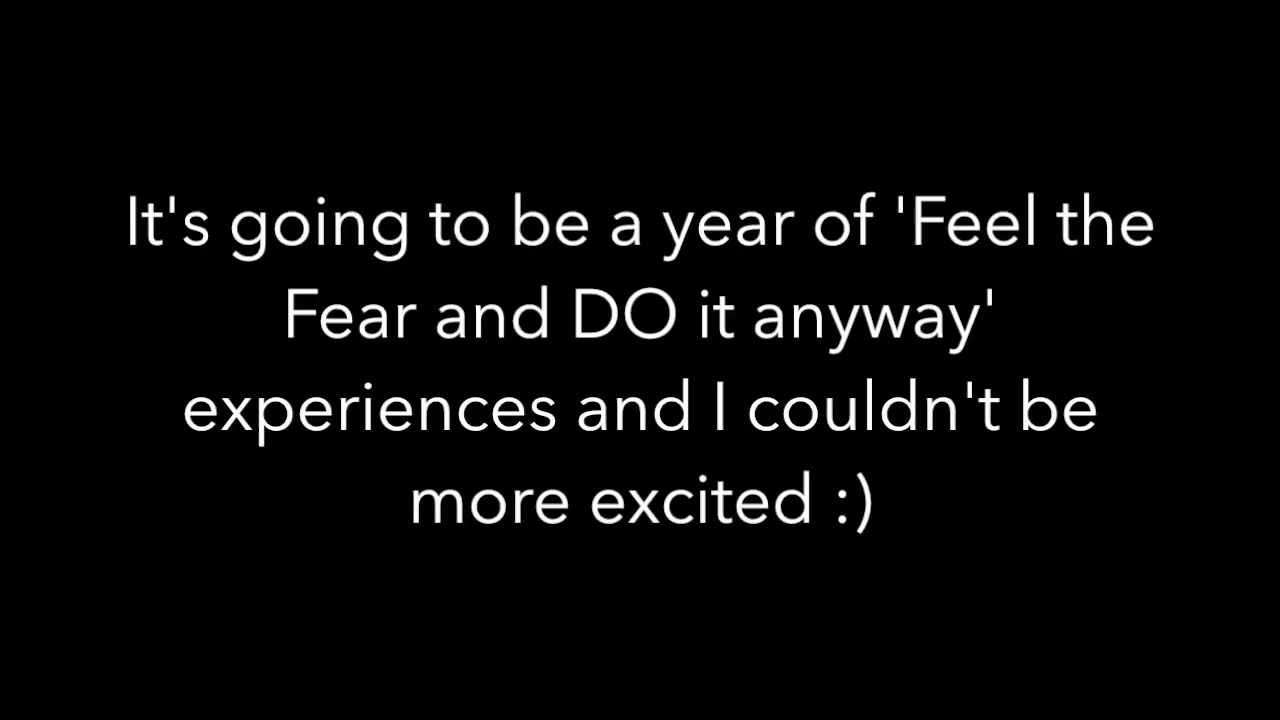 It's going to be a year of 'Feel the
Fear and DO it anyway'
experiences and I couldn't be
more excited :)